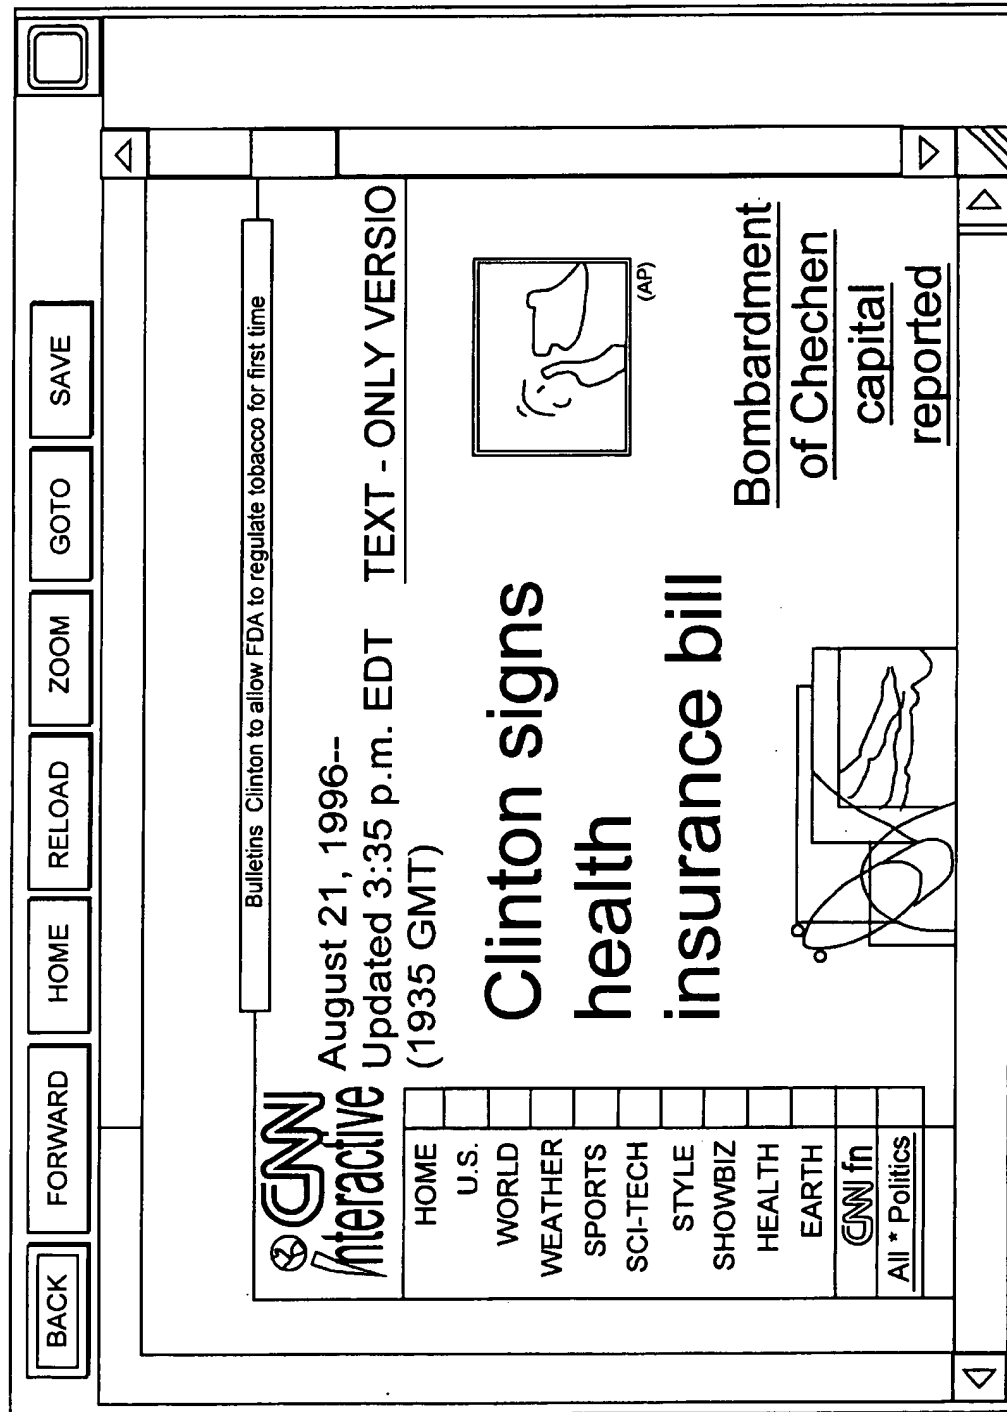 BACK
FORWARD
HOME
RELOAD
ZOOM
GOTO
SAVE
Bulletins Clinton to allow FDA to regulate tobacco for first time
CNN
Interactive
August 21, 1996--
Updated 3:35 p.m. EDT TEXT - ONLY VERSIO
(1935 GMT)
HOME
U.S.
WORLD
WEATHER
SPORTS
SCI-TECH
STYLE
SHOWBIZ
HEALTH
EARTH
CNN fn
All * Politics
Clinton signs
health
insurance bill
(AP)
Bombardment
of Chechen
capital
reported